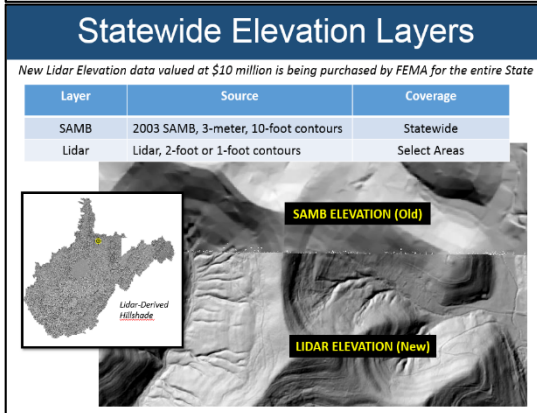 Statewide Elevation Layers
New Lidar Elevation data valued at $10 million is being purchased by FEMA for the entire State
Layer Source Coverage
SAMB 2003 SAMB, 3-meter, 10-foot contours Statewide
Lidar Lidar, 2-foot or 1-foot contours Select Areas
SAMB ELEVATION (Old)
Lidar-Derived
Hillshade
LIDAR ELEVATION (New)